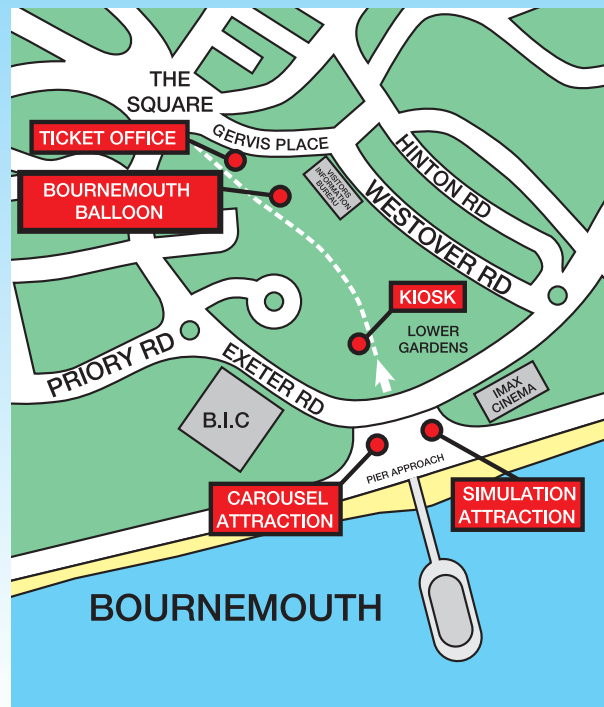 THE
SQUARE
TICKET OFFICE
GERVIS PLACE
BOURNEMOUTH
BALLOON
VISITORS
INFORMATION
BUREAU
HINTON RD
WESTOVER RD
KIOSK
LOWER
GARDENS
PRIORY RD
EXETER RD
B.I.C
IMAX
CINEMA
PIER APPROACH
CAROUSEL
ATTRACTION
SIMULATION
ATTRACTION
BOURNEMOUTH